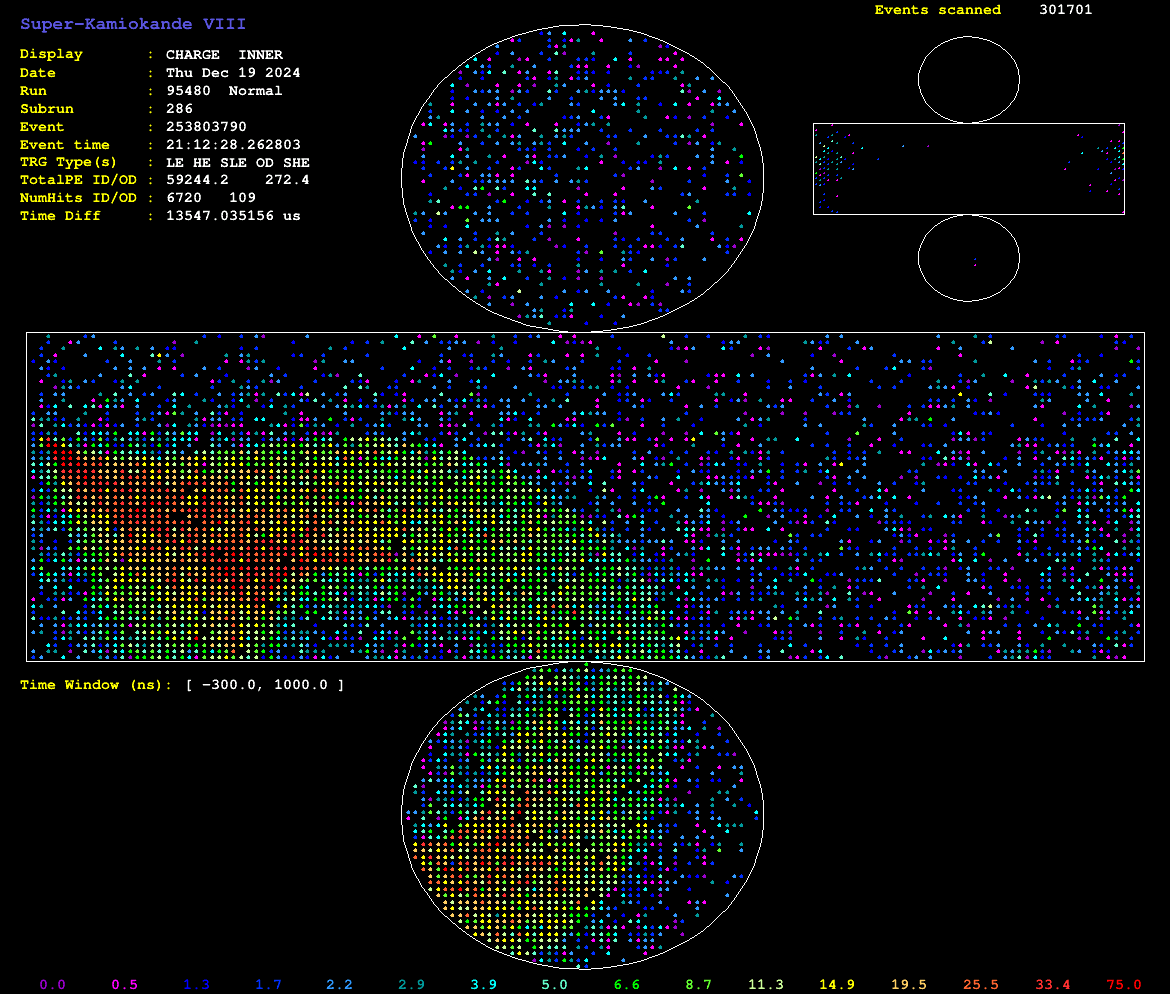 Super-Kamiokande VIII
Events scanned 301701
Display : CHARGE INNER
Date : Thu Dec 19 2024
Run : 95480 Normal
Subrun : 286
Event : 253803790
Event time : 21:12:28.262803
TRG Type(s) : LE HE SLE OD SHE
TotalPE ID/OD : 59244.2 272.4
NumHits ID/OD : 6720 109
Time Diff : 13547.035156 us
Time Window (ns): [ −300.0, 1000.0 ]
0.0 0.5 1.3 1.7 2.2 2.9 3.9 5.0 6.6 8.7 11.3 14.9 19.5 25.5 33.4 75.0